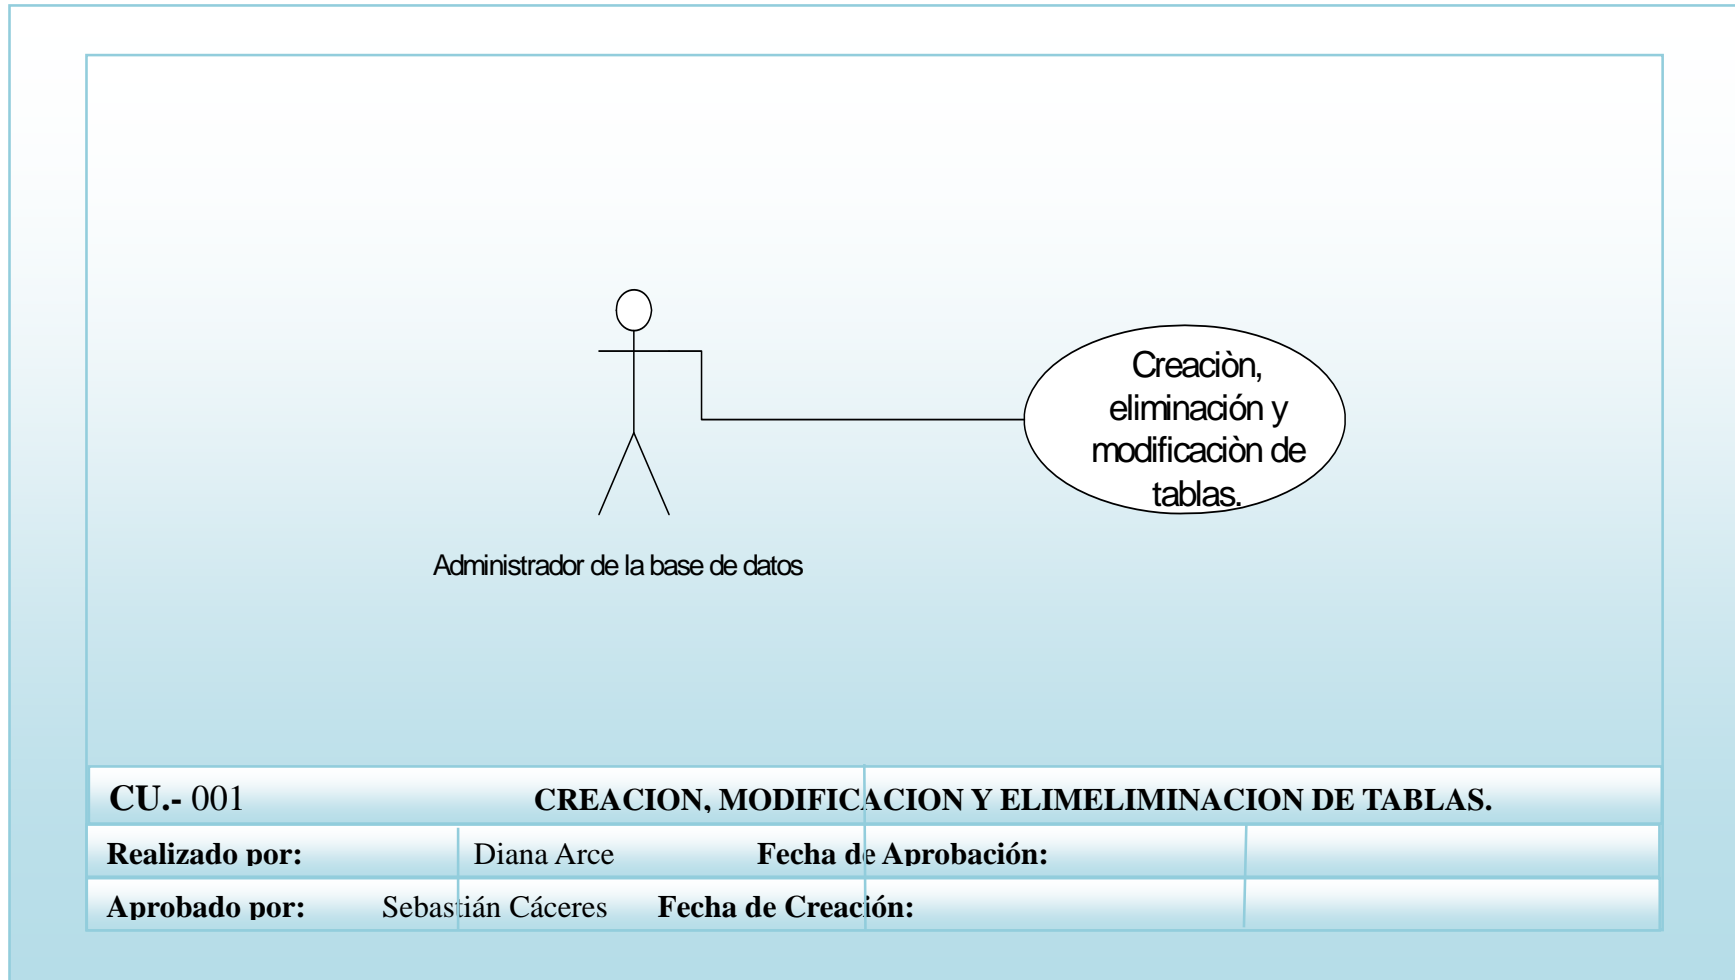 Creaciòn,
eliminación y
modificaciòn de
tablas.
Administrador de la base de datos
CU.- 001 CREACION, MODIFICACION Y ELIMELIMINACION DE TABLAS.
Realizado por: Diana Arce Fecha de Aprobación:
Aprobado por: Sebastián Cáceres Fecha de Creación: